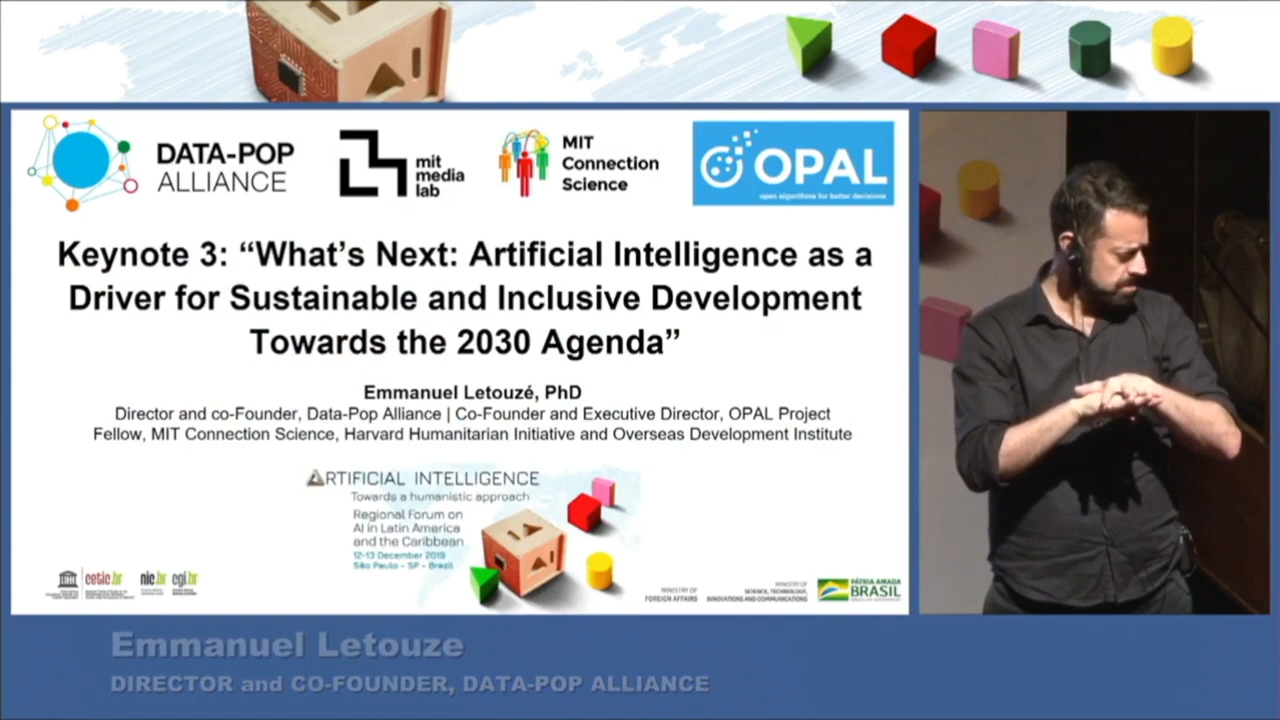 DATA-POP
ALLIANCE
mit
media
lab
MIT
Connection
Science
OPAL
open algorithms for better decisions
Keynote 3: “What’s Next: Artificial Intelligence as a
Driver for Sustainable and Inclusive Development
Towards the 2030 Agenda”
Emmanuel Letouzé, PhD
Director and co-Founder, Data-Pop Alliance | Co-Founder and Executive Director, OPAL Project
Fellow, MIT Connection Science, Harvard Humanitarian Initiative and Overseas Development Institute
ARTIFICIAL INTELLIGENCE
Towards a humanistic approach
Regional Forum on
AI in Latin America
and the Caribbean
12-13 December 2019
São Paulo - SP - Brazil
cetic.br
nic.br cgi.br
MINISTRY OF
FOREIGN AFFAIRS
MINISTRY OF
SCIENCE, TECHNOLOGY,
INNOVATIONS AND COMMUNICATIONS
PÁTRIA AMADA
BRASIL
Emmanuel Letouze
DIRECTOR and CO-FOUNDER, DATA-POP ALLIANCE